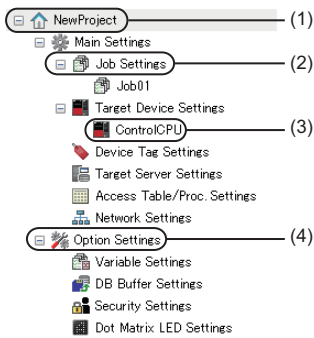 NewProject (1)
Main Settings
Job Settings (2)
Job01
Target Device Settings
ControlCPU (3)
Device Tag Settings
Target Server Settings
Access Table/Proc. Settings
Network Settings
Option Settings (4)
Variable Settings
DB Buffer Settings
Security Settings
Dot Matrix LED Settings